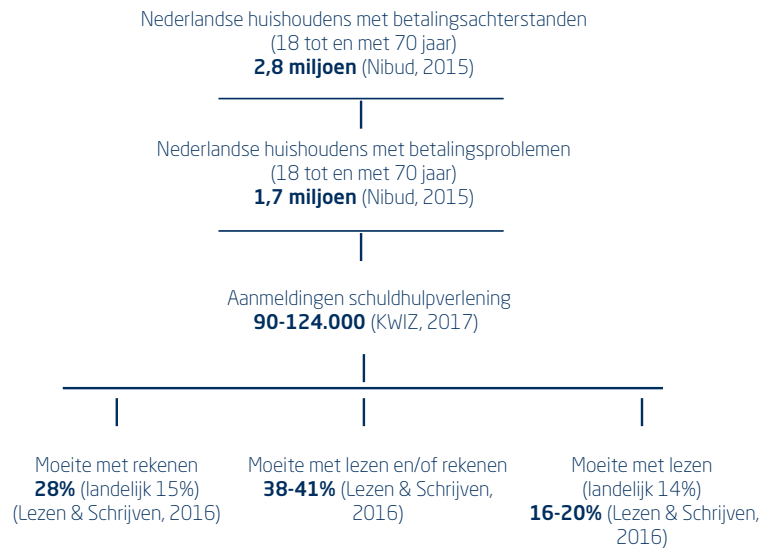 Nederlandse huishoudens met betalingsachterstanden
(18 tot en met 70 jaar)
2,8 miljoen (Nibud, 2015)
Nederlandse huishoudens met betalingsproblemen
(18 tot en met 70 jaar)
1,7 miljoen (Nibud, 2015)
Aanmeldingen schuldhulpverlening
90-124.000 (KWIZ, 2017)
Moeite met rekenen
28% (landelijk 15%)
(Lezen & Schrijven, 2016)
Moeite met lezen en/of rekenen
38-41% (Lezen & Schrijven,
2016)
Moeite met lezen
(landelijk 14%)
16-20% (Lezen & Schrijven,
2016)